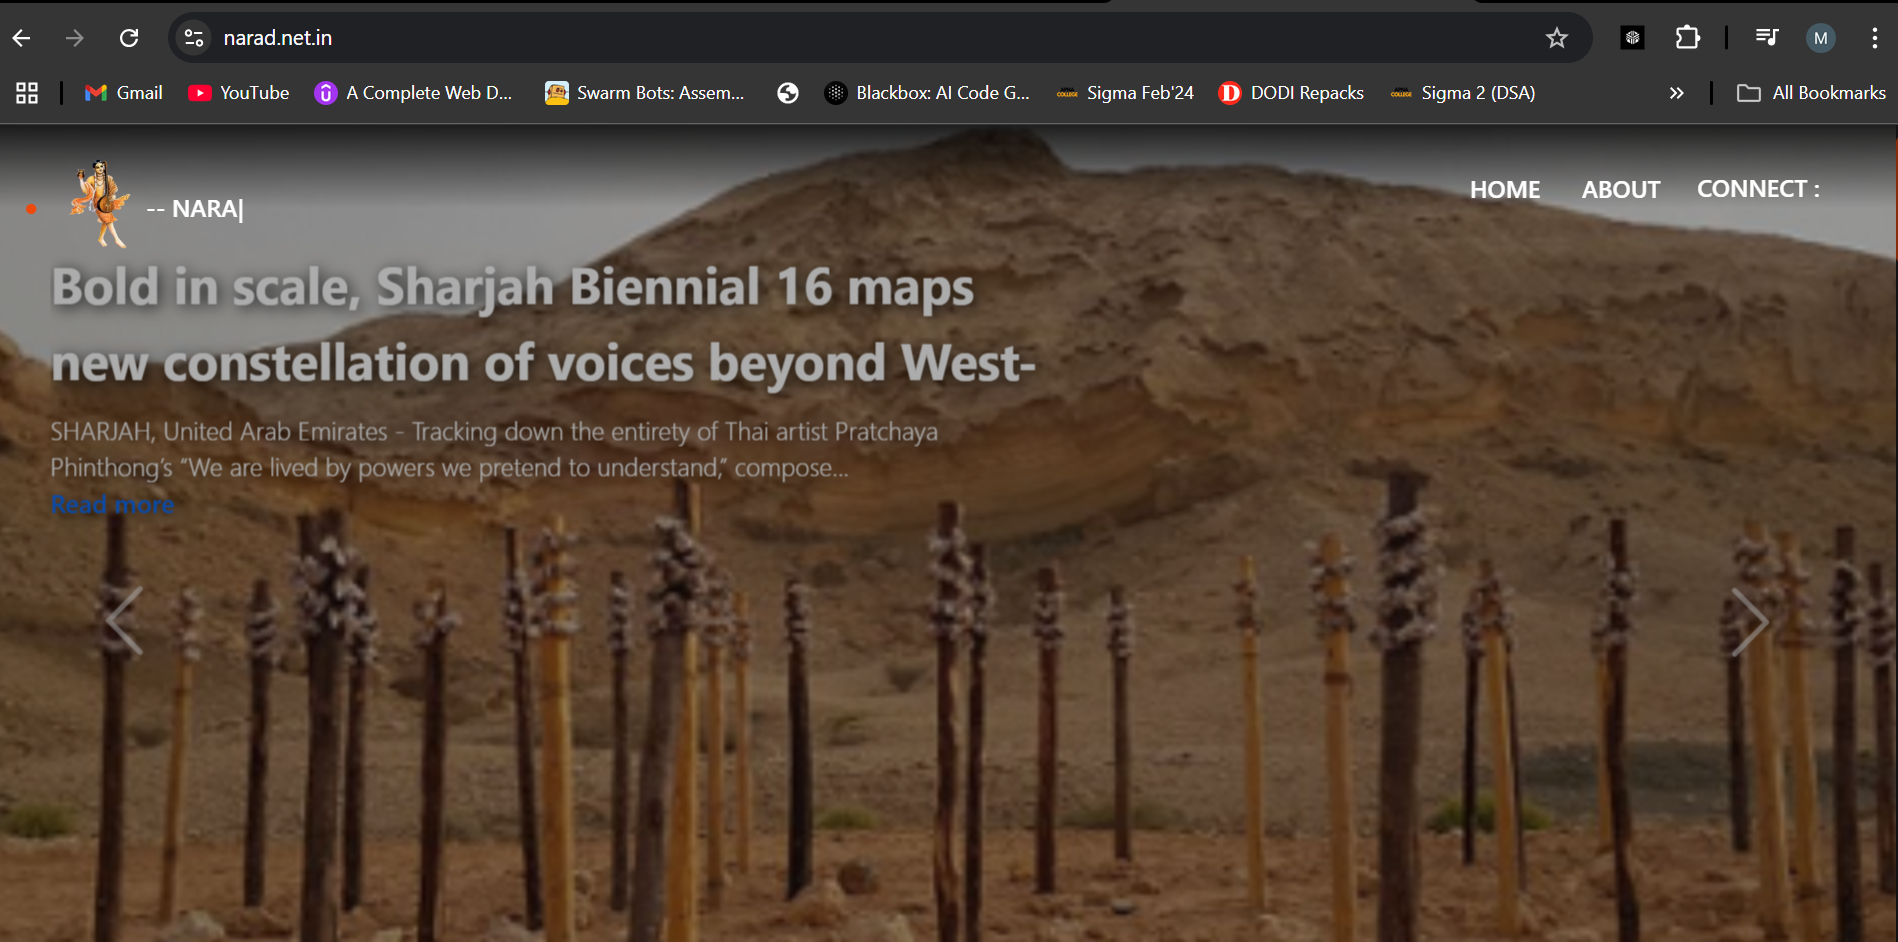 narad.net.in
M
Gmail
YouTube
A Complete Web D...
Swarm Bots: Assem...
Blackbox: AI Code G...
Sigma Feb'24
DODI Repacks
Sigma 2 (DSA)
»
All Bookmarks
-- NARA|
HOME
ABOUT
CONNECT :
Bold in scale, Sharjah Biennial 16 maps
new constellation of voices beyond West-
SHARJAH, United Arab Emirates - Tracking down the entirety of Thai artist Pratchaya
Phinthong’s “We are lived by powers we pretend to understand,” compose...
Read more